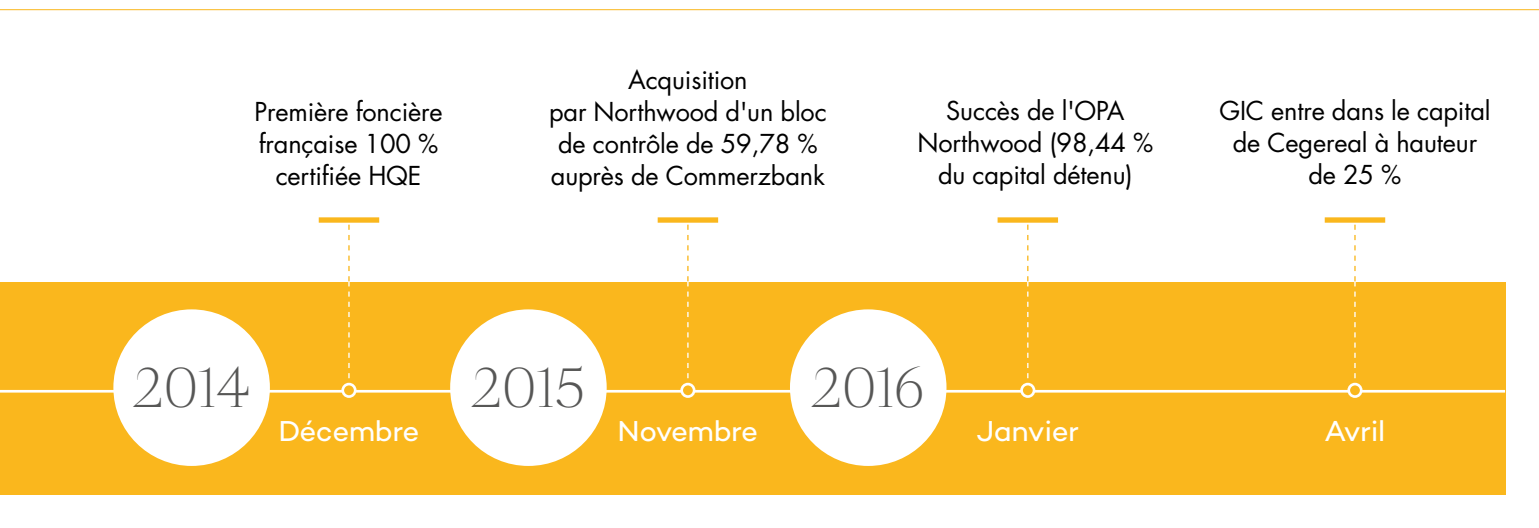 Première foncière
française 100 %
certifiée HQE
Acquisition
par Northwood d'un bloc
de contrôle de 59,78 %
auprès de Commerzbank
Succès de l'OPA
Northwood (98,44 %
du capital détenu)
GIC entre dans le capital
de Cegereal à hauteur
de 25 %
2014
Décembre
2015
Novembre
2016
Janvier
Avril